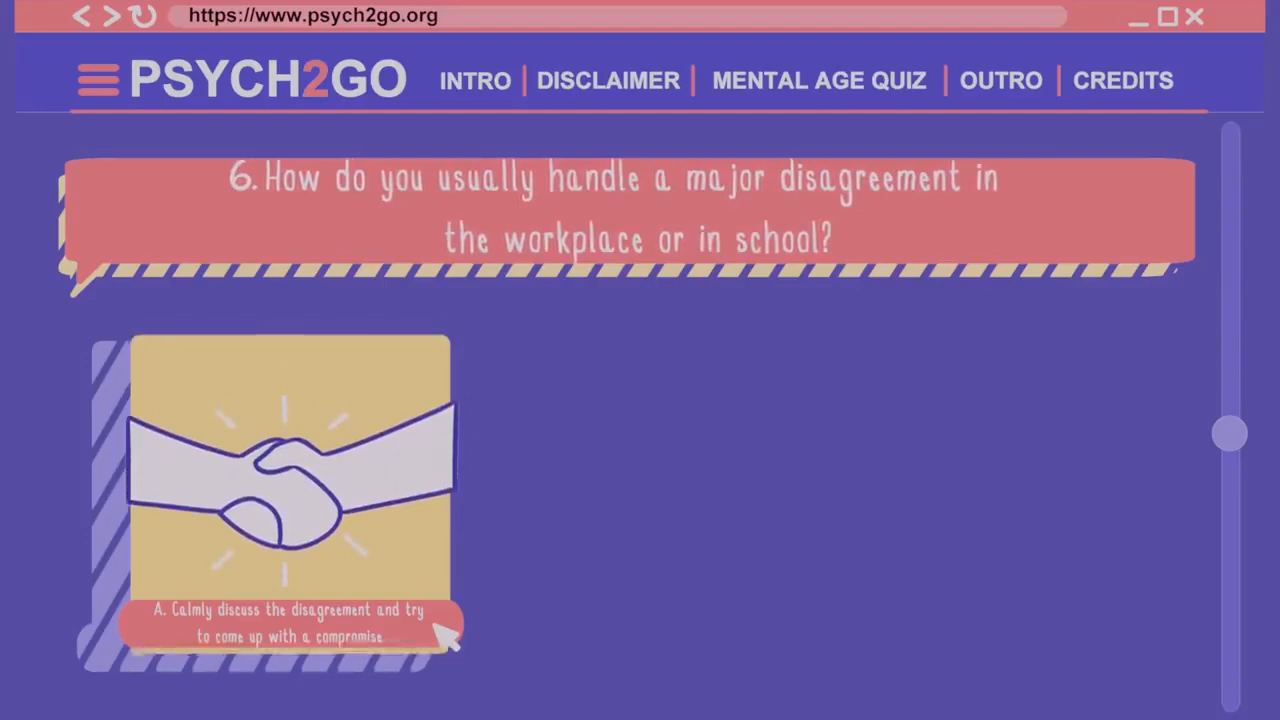 https://www.psych2go.org
PSYCH2GO
INTRO
DISCLAIMER
MENTAL AGE QUIZ
OUTRO
CREDITS
6. How do you usually handle a major disagreement in
the workplace or in school?
A. Calmly discuss the disagreement and try
to come up with a compromise